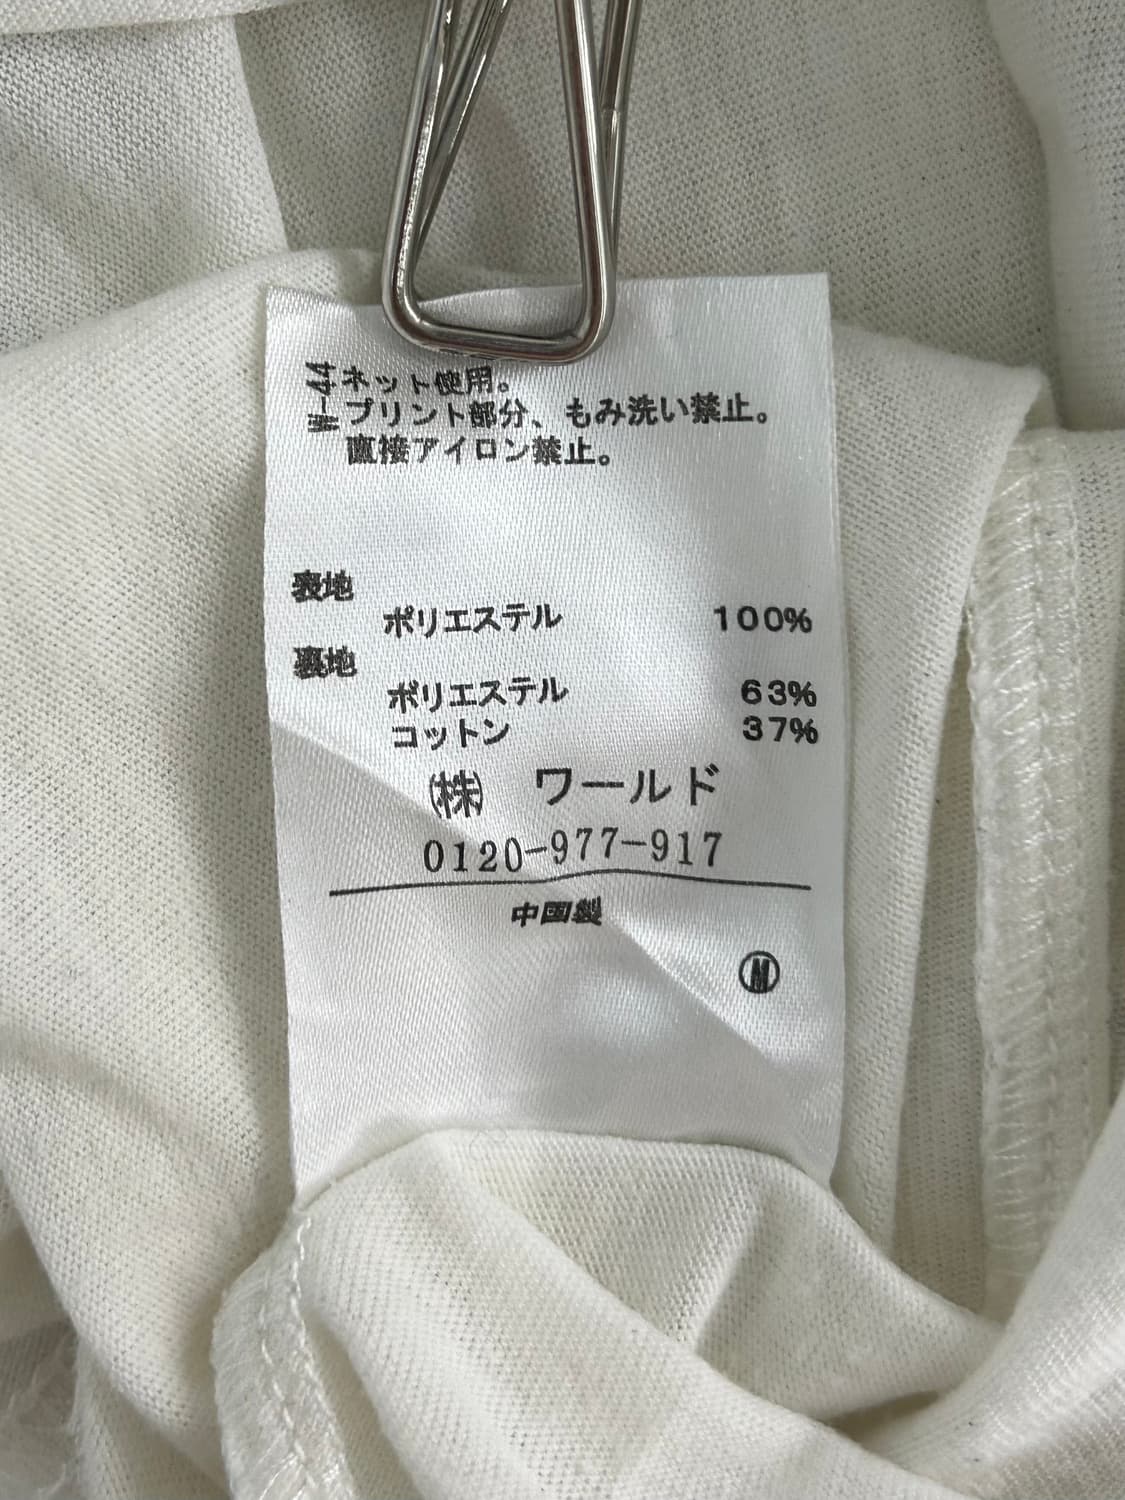 W-44
ネット使用。
プリント部分、もみ洗い禁止。
直接アイロン禁止。
表地
ポリエステル 100%
裏地
ポリエステル 63%
コットン 37%
㈱ ワールド
0120-977-917
中国製
Ⓜ